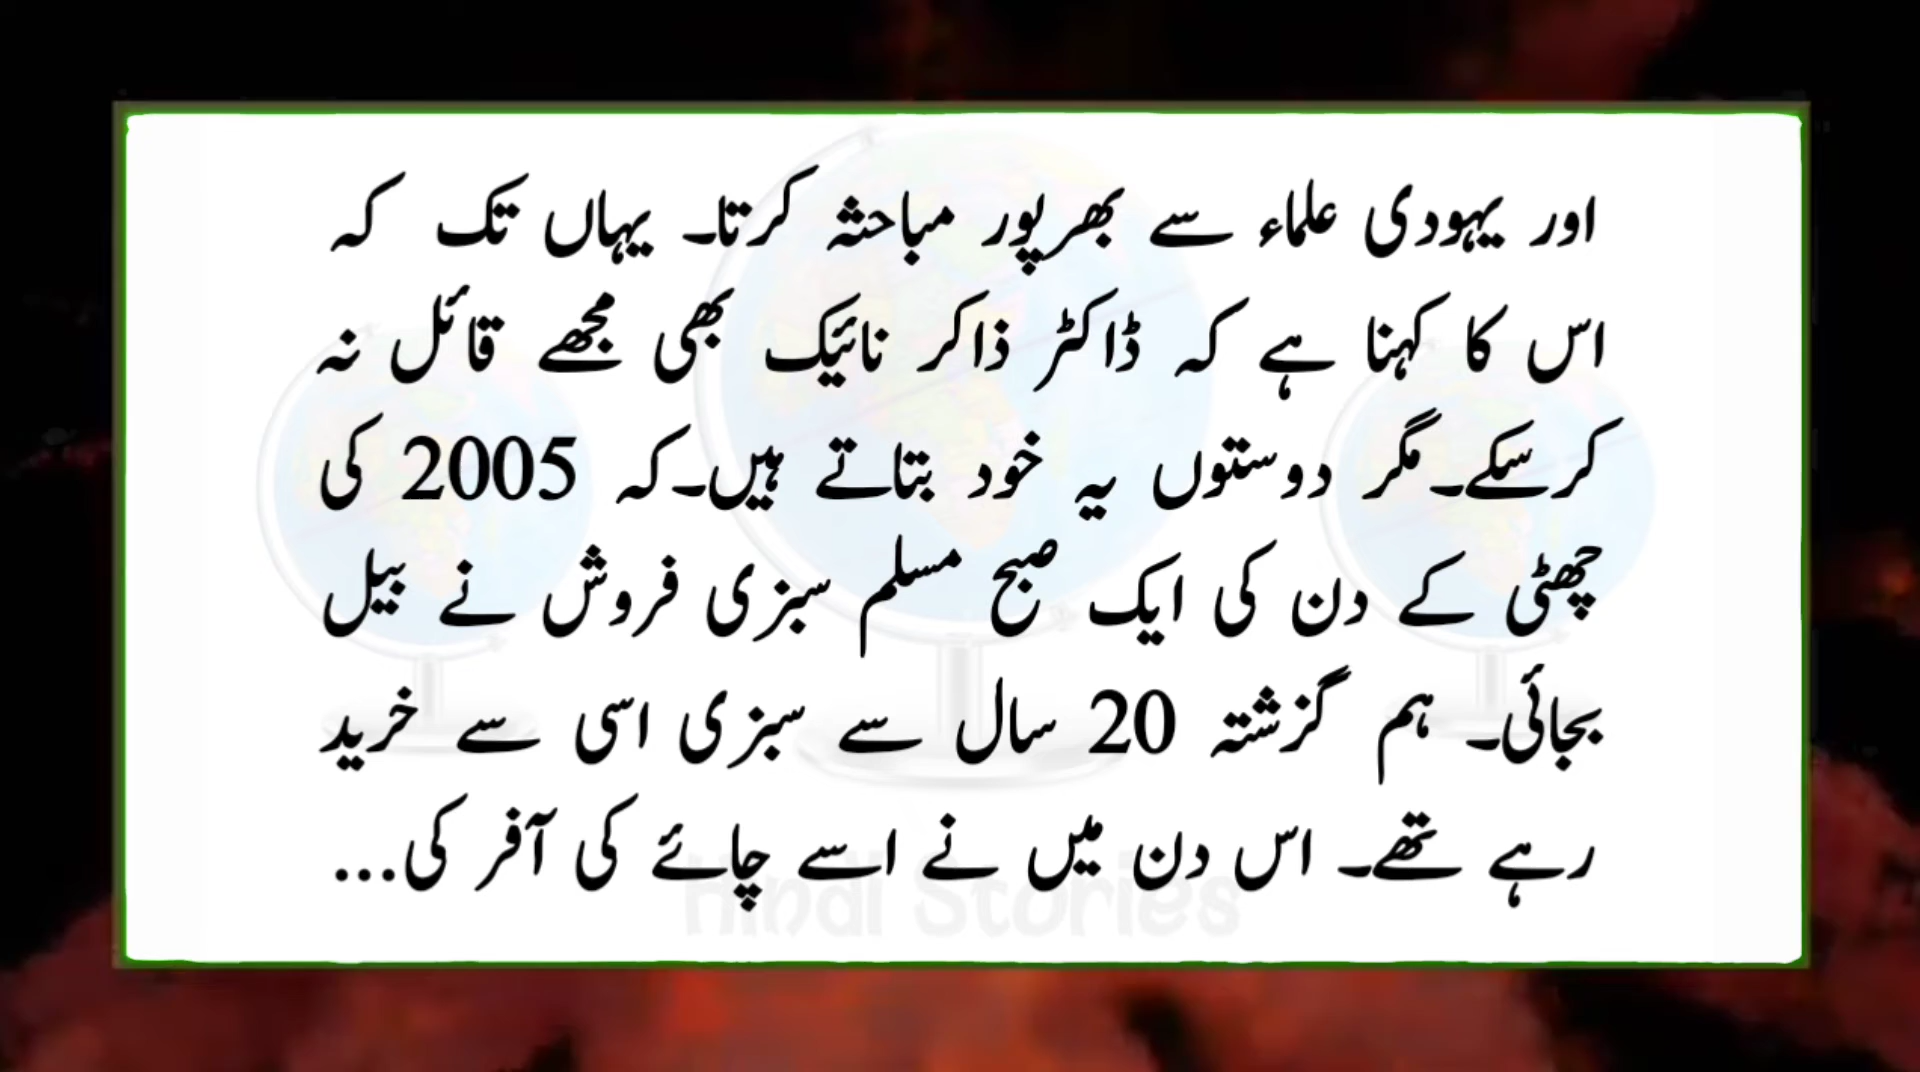 اور یہودی علماء سے بھرپور مباحثہ کرتا۔ یہاں تک کہ
اس کا کہنا ہے کہ ڈاکٹر ذاکر نائیک بھی مجھے قائل نہ
کرسکے۔مگر دوستوں یہ خود بتاتے ہیں۔کہ 2005 کی
چھٹی کے دن کی ایک صبح مسلم سبزی فروش نے بیل
بجائی۔ ہم گزشتہ 20 سال سے سبزی اسی سے خرید
رہے تھے۔ اس دن میں نے اسے چائے کی آفر کی...
Hindi Stories